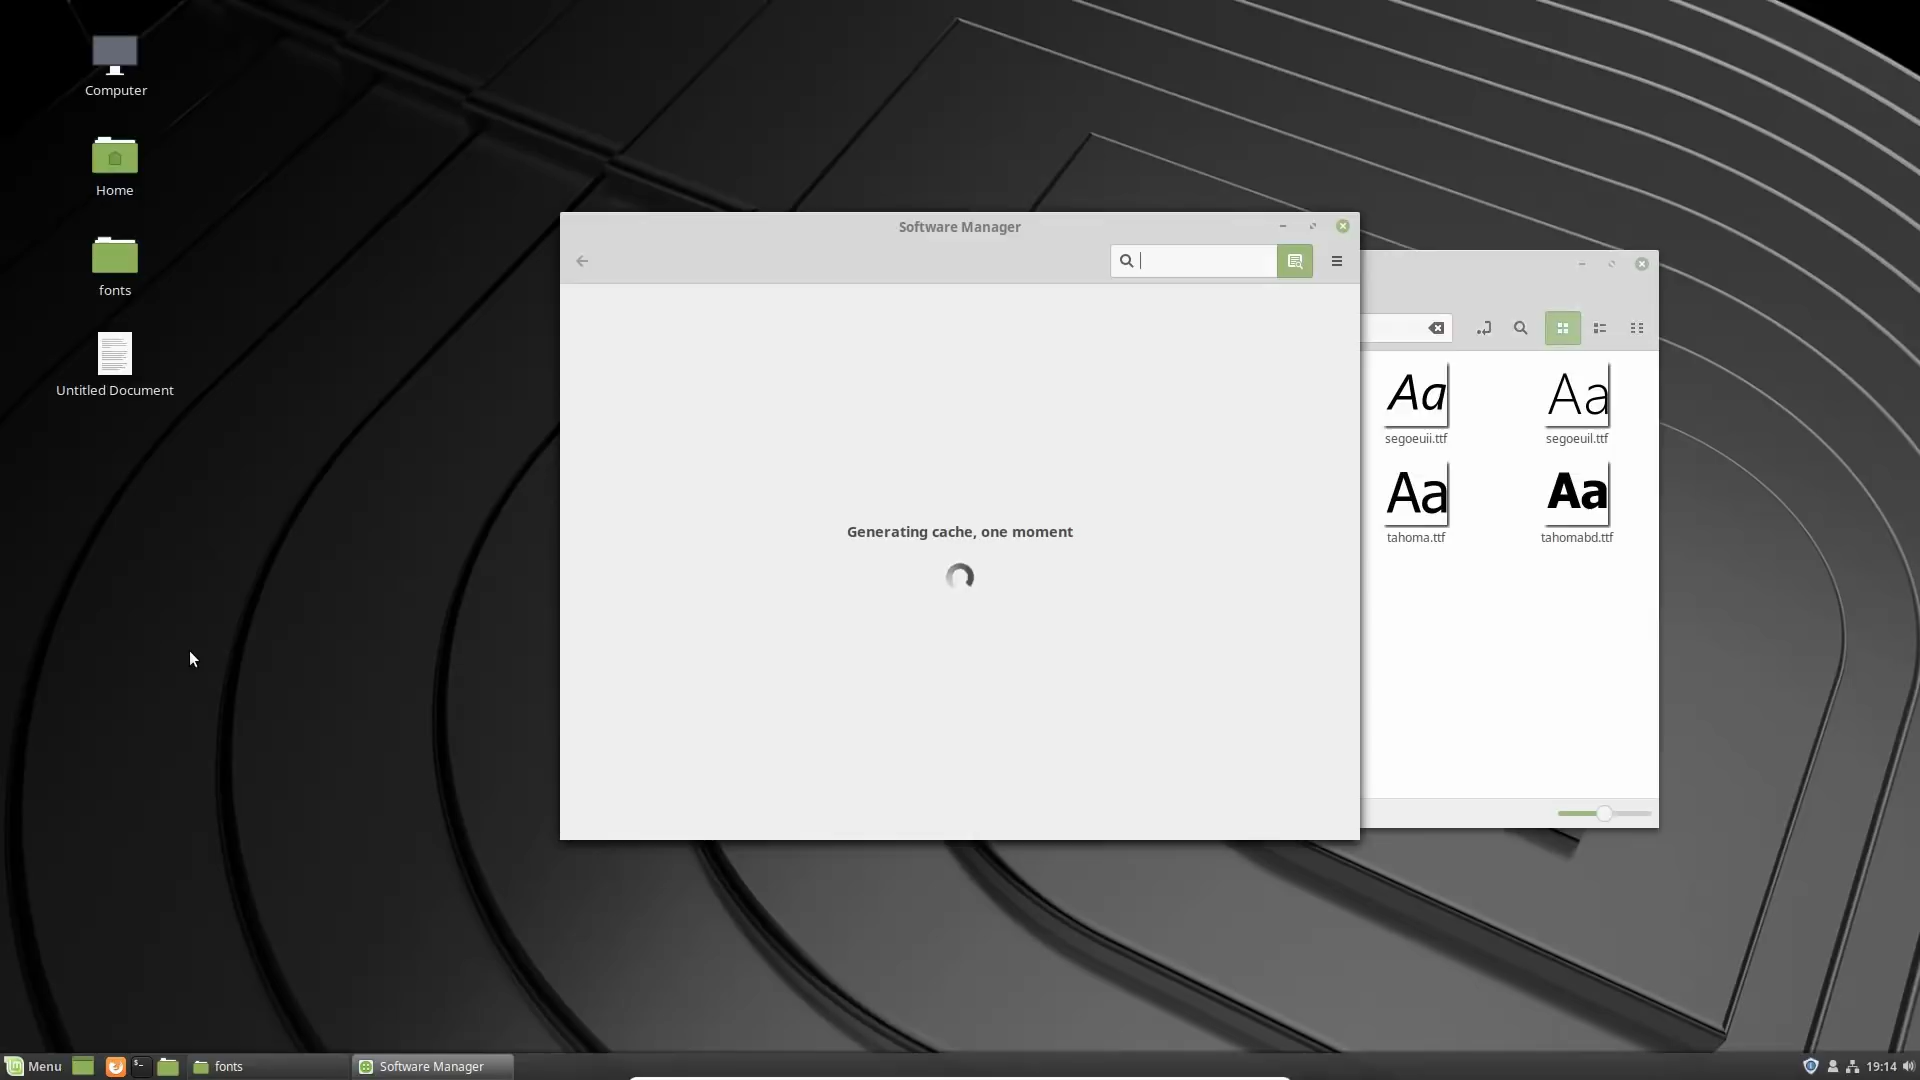 Computer
Home
fonts
Untitled Document
Software Manager
Generating cache, one moment
Aa
segoeuii.ttf
Aa
segoeuil.ttf
Aa
tahoma.ttf
Aa
tahomabd.ttf
Menu
fonts
Software Manager
19:14